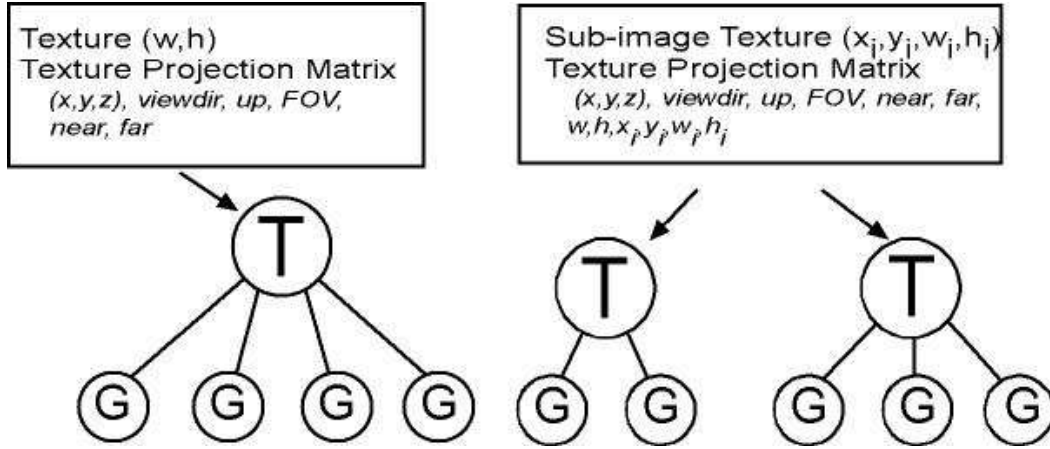 Texture (w,h)
Texture Projection Matrix
(x,y,z), viewdir, up, FOV,
near, far
Sub-image Texture (xᵢ,yᵢ,wᵢ,hᵢ)
Texture Projection Matrix
(x,y,z), viewdir, up, FOV, near, far,
w,h,xᵢ,yᵢ,wᵢ,hᵢ
T
T T
G G G G G G G G G